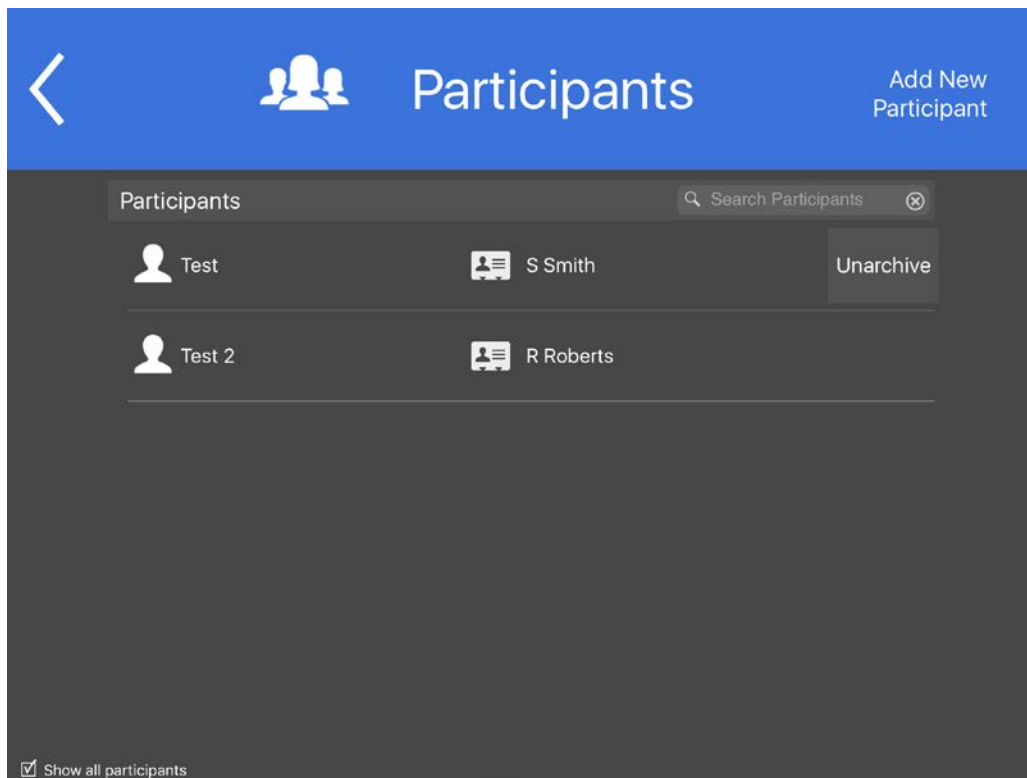 Participants
Add New
Participant
Participants
Search Participants
Test
S Smith
Unarchive
Test 2
R Roberts
Show all participants